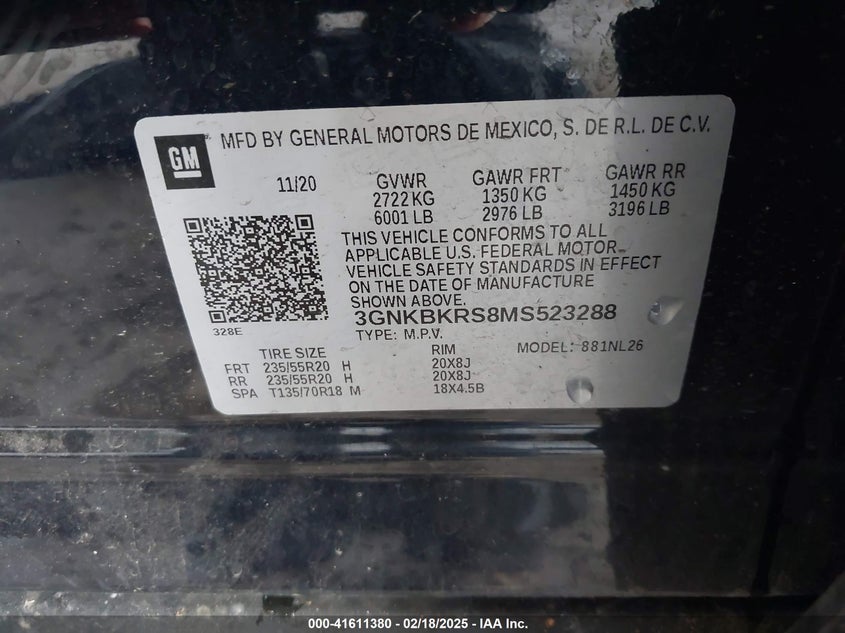 GM
MFD BY GENERAL MOTORS DE MEXICO, S. DE R.L. DE C.V.
11/20 GVWR GAWR FRT GAWR RR
2722 KG 1350 KG 1450 KG
6001 LB 2976 LB 3196 LB
THIS VEHICLE CONFORMS TO ALL
APPLICABLE U.S. FEDERAL MOTOR
VEHICLE SAFETY STANDARDS IN EFFECT
ON THE DATE OF MANUFACTURE
SHOWN ABOVE.
328E
3GNKBKRS8MS523288
TYPE: M.P.V.
TIRE SIZE RIM MODEL: 881NL26
FRT 235/55R20 H 20X8J
RR 235/55R20 H 20X8J
SPA T135/70R18 M 18X4.5B
000-41611380 - 02/18/2025 - IAA Inc.